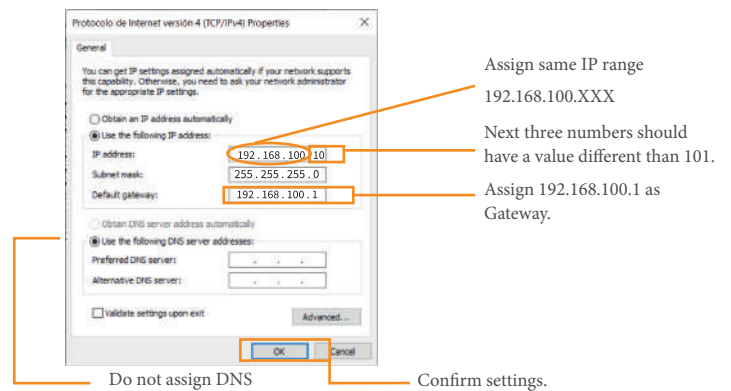 Protocolo de Internet versión 4 (TCP/IPv4) Properties
General
You can get IP settings assigned automatically if your network supports
this capability. Otherwise, you need to ask your network administrator
for the appropriate IP settings.
Obtain an IP address automatically
Use the following IP address:
IP address:
192 . 168 . 100 . 10
Subnet mask:
255 . 255 . 255 . 0
Default gateway:
192 . 168 . 100 . 1
Obtain DNS server address automatically
Use the following DNS server addresses:
Preferred DNS server:
Alternative DNS server:
Validate settings upon exit
Advanced...
OK
Cancel
Assign same IP range
192.168.100.XXX
Next three numbers should
have a value different than 101.
Assign 192.168.100.1 as
Gateway.
Do not assign DNS
Confirm settings.